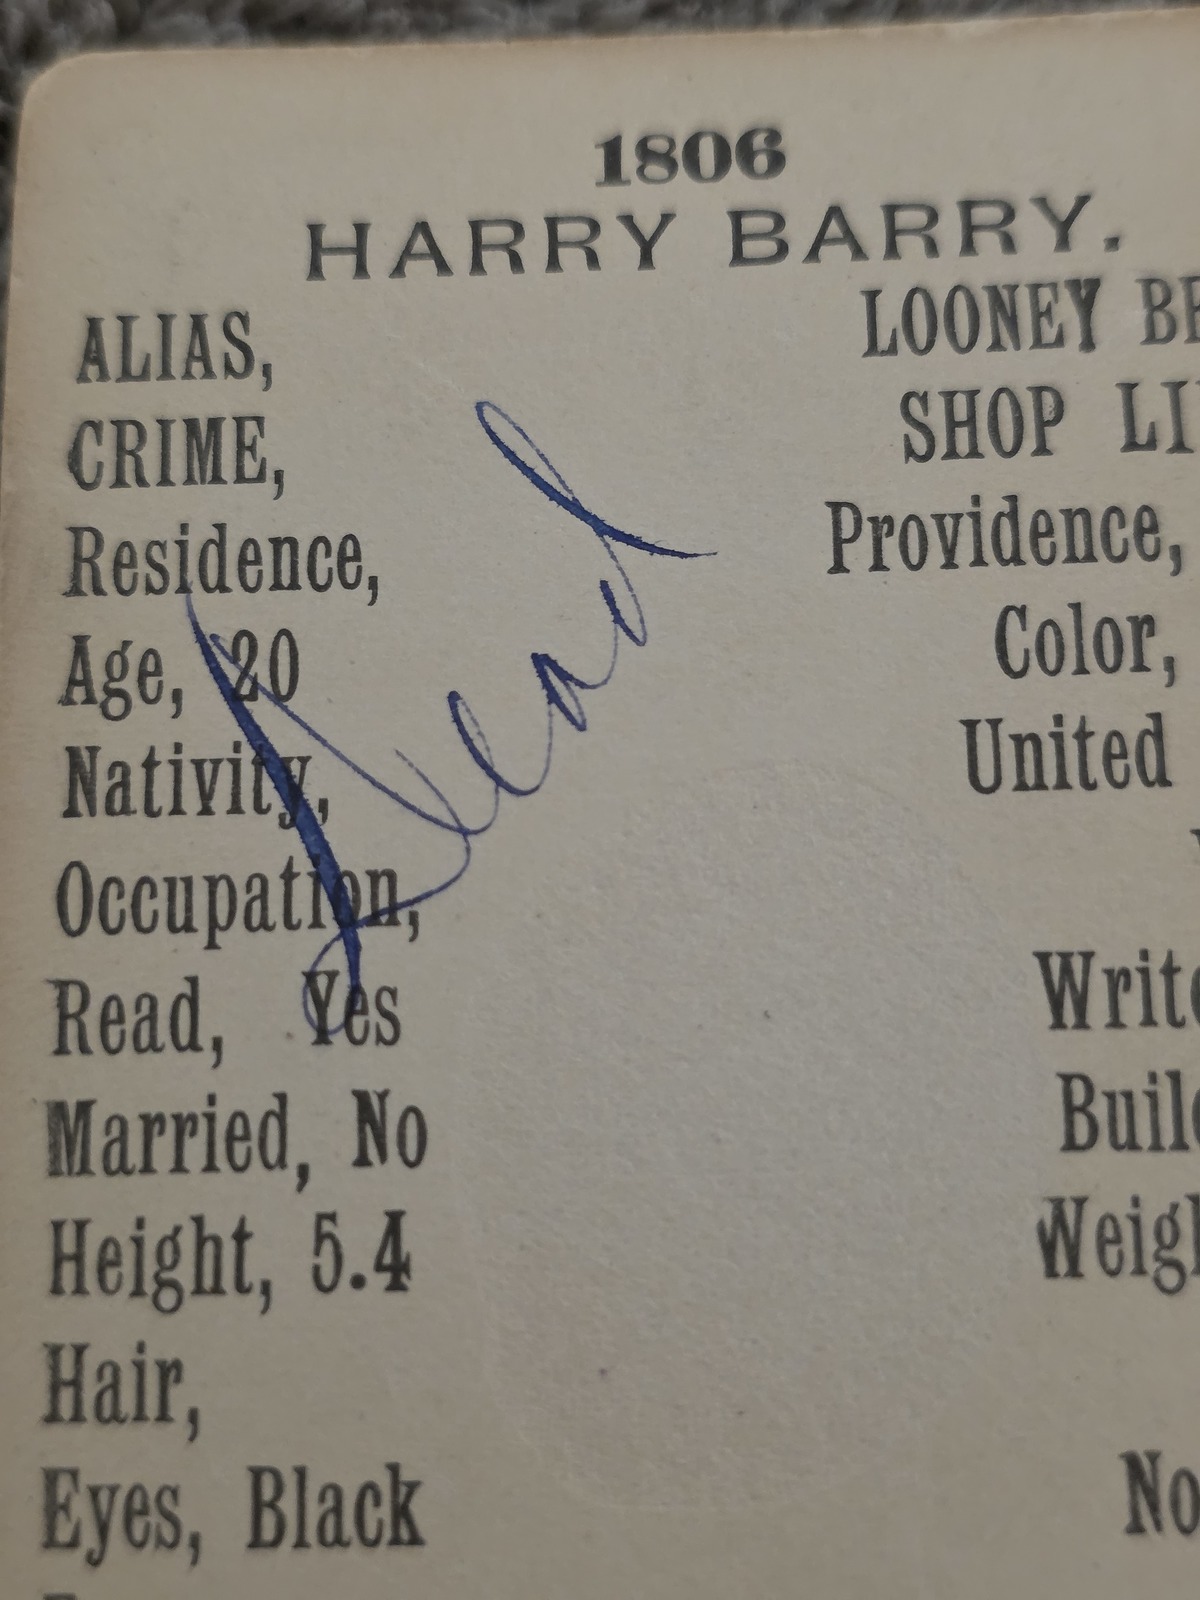 1806
HARRY BARRY.
ALIAS, LOONEY
CRIME, SHOP
Residence, Providence,
Age, 20 Color,
Nativity, United
Occupation,
Read, Yes
Married, No
Height, 5.4
Hair,
Eyes, Black
Dead